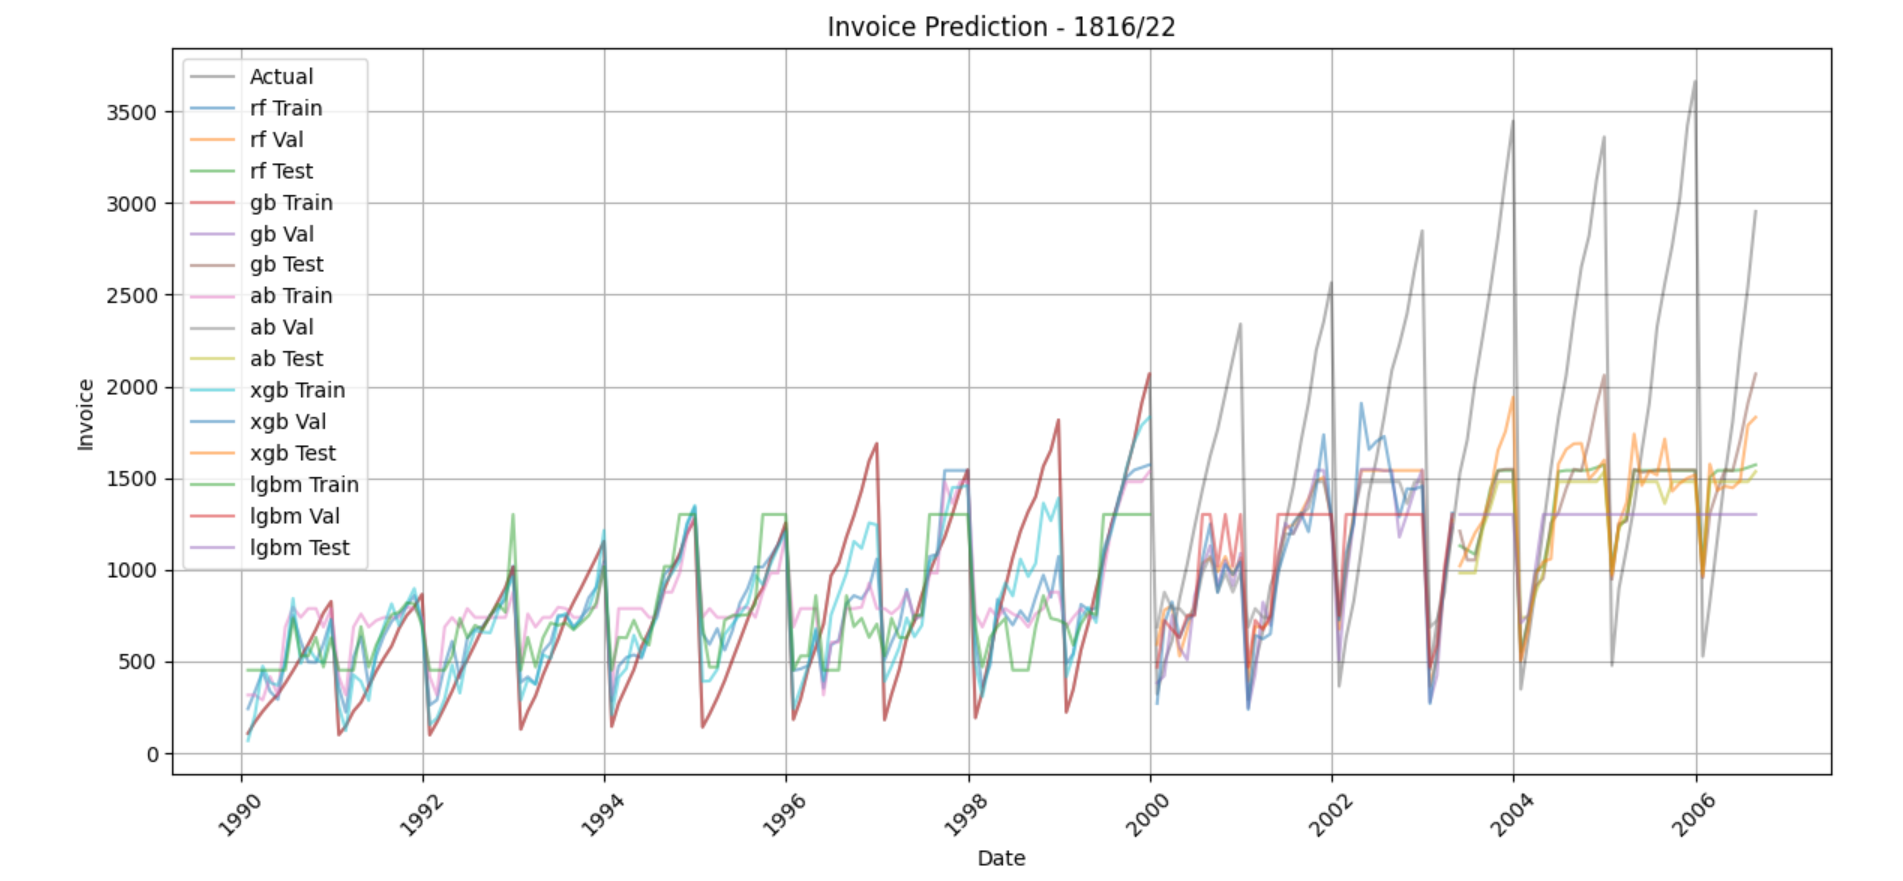 Invoice Prediction - 1816/22
Actual
rf Train
rf Val
rf Test
gb Train
gb Val
gb Test
ab Train
ab Val
ab Test
xgb Train
xgb Val
xgb Test
lgbm Train
lgbm Val
lgbm Test
Invoice
3500
3000
2500
2000
1500
1000
500
0
1990
1992
1994
1996
1998
2000
2002
2004
2006
Date